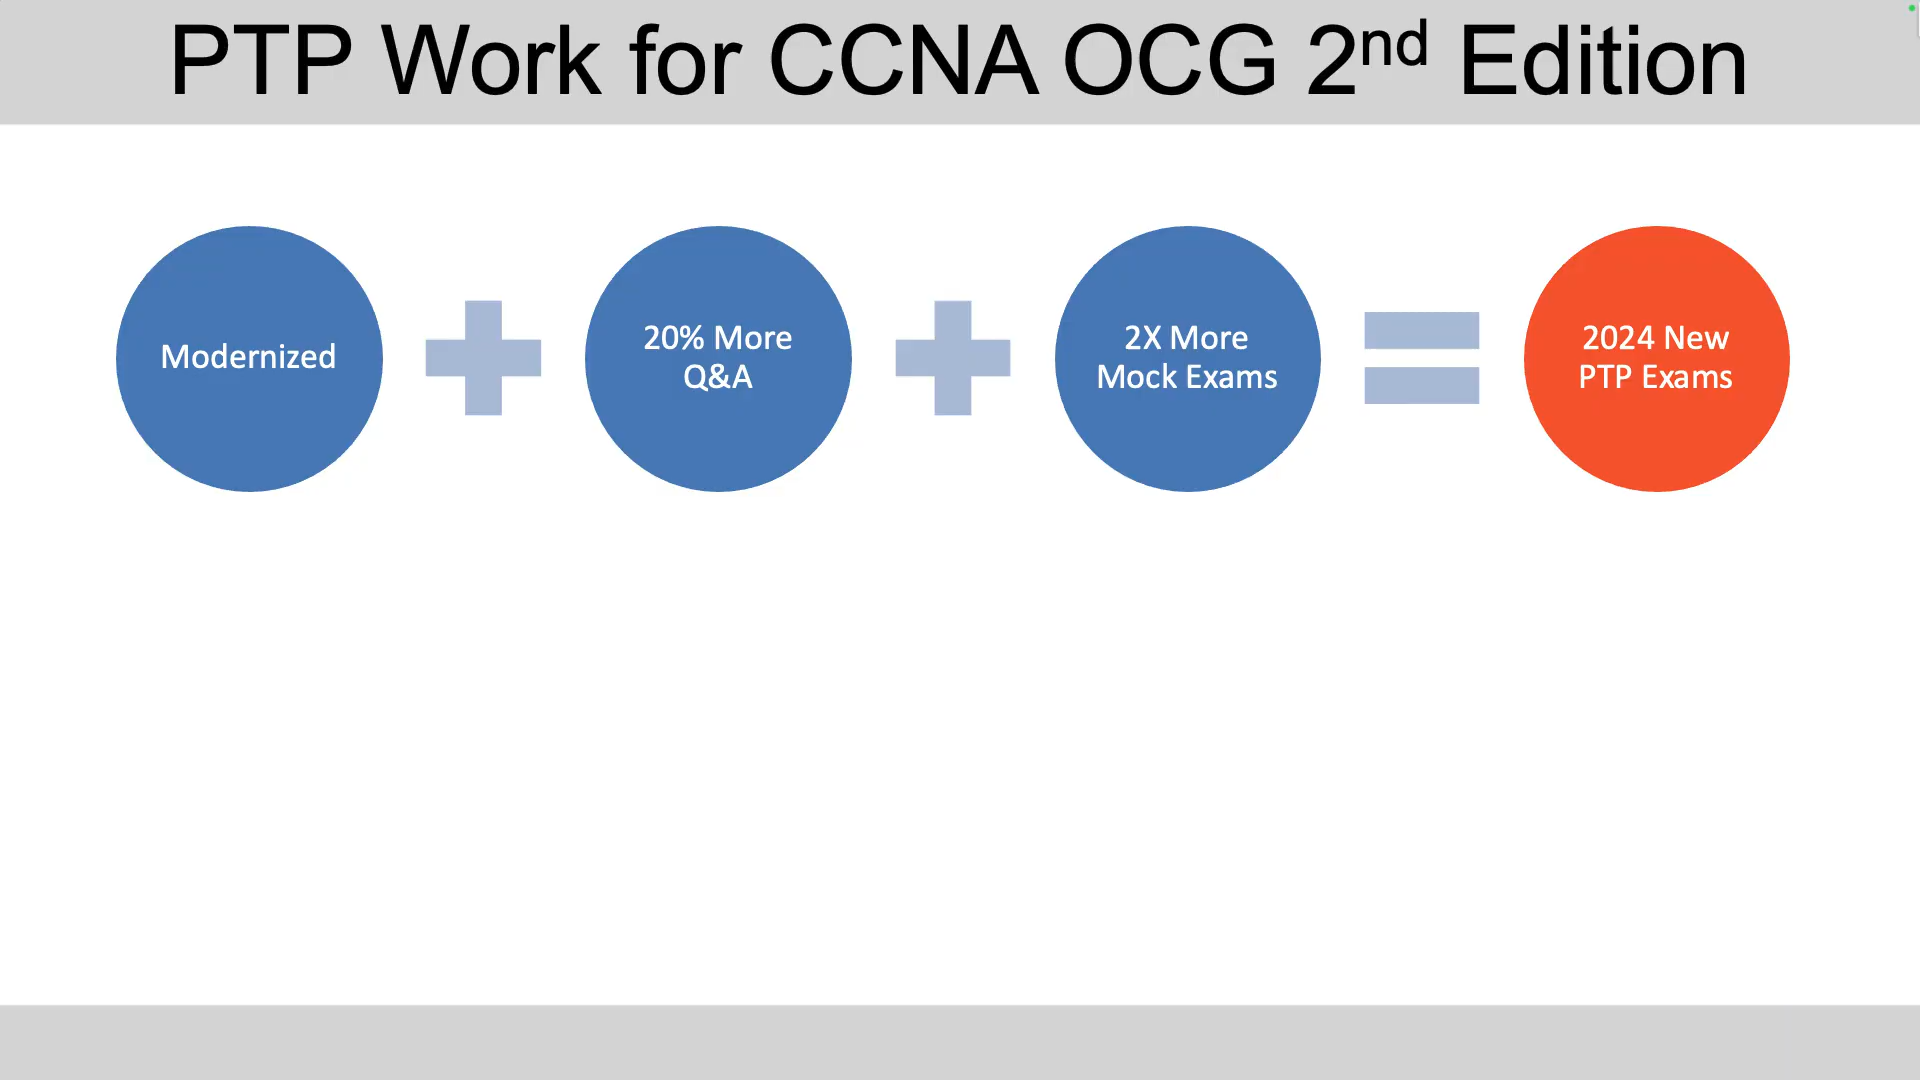 PTP Work for CCNA OCG 2nd Edition
Modernized
20% More
Q&A
2X More
Mock Exams
2024 New
PTP Exams